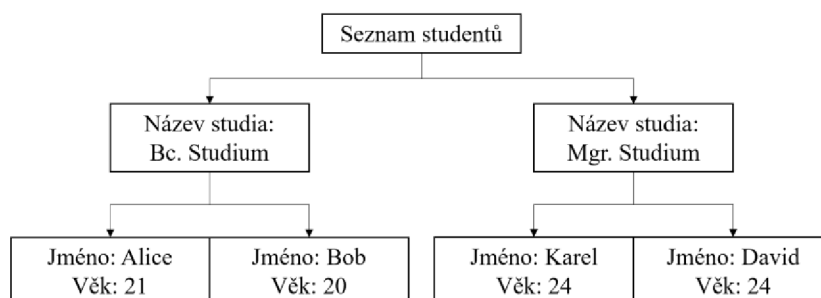 Seznam studentů
Název studia:
Bc. Studium
Název studia:
Mgr. Studium
Jméno: Alice
Věk: 21
Jméno: Bob
Věk: 20
Jméno: Karel
Věk: 24
Jméno: David
Věk: 24